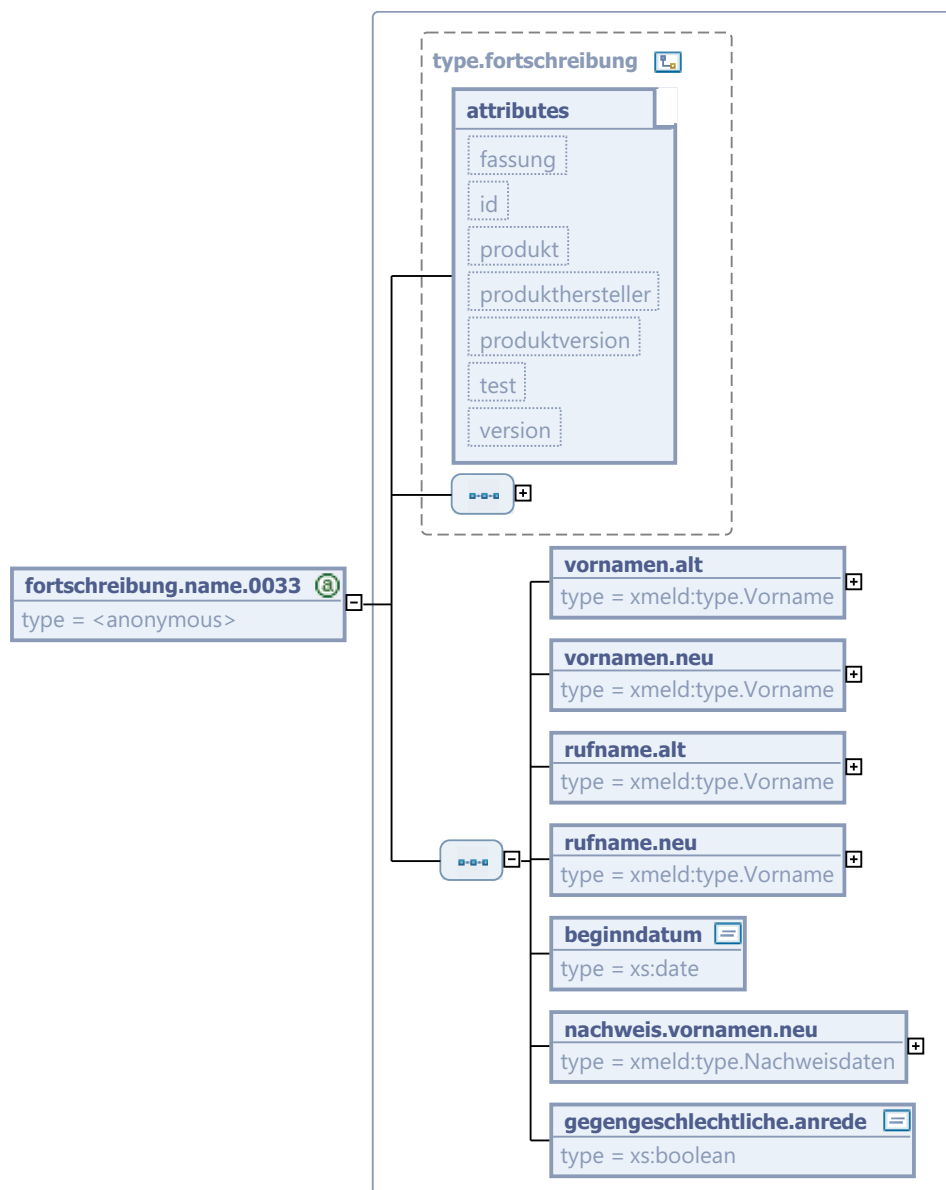 type.fortschreibung
attributes
fassung
id
produkt
produkthersteller
produktversion
test
version
fortschreibung.name.0033 @
type = <anonymous>
vornamen.alt
type = xmeld:type.Vorname
vornamen.neu
type = xmeld:type.Vorname
rufname.alt
type = xmeld:type.Vorname
rufname.neu
type = xmeld:type.Vorname
beginndatum
type = xs:date
nachweis.vornamen.neu
type = xmeld:type.Nachweisdaten
gegengeschlechtliche.anrede
type = xs:boolean